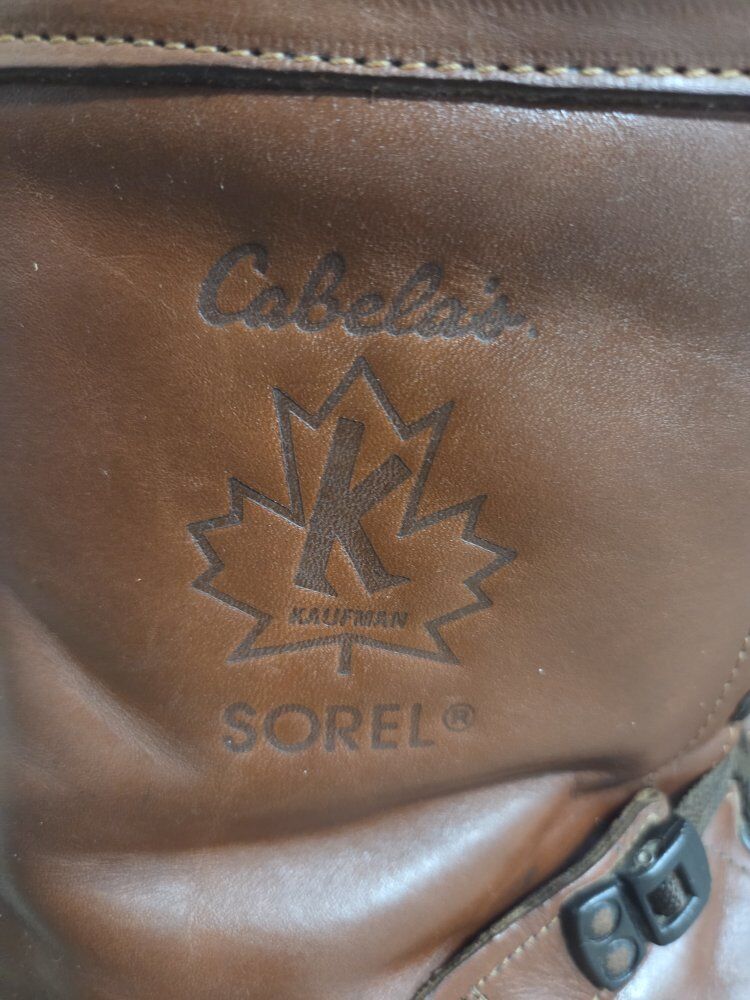 Cabela's.
K
KAUFMAN
SOREL®